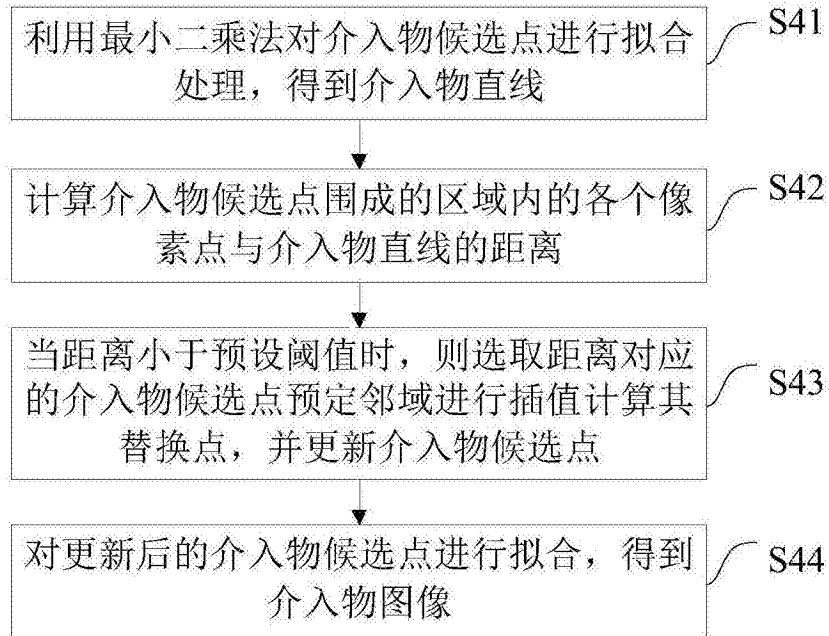 利用最小二乘法对介入物候选点进行拟合
处理，得到介入物直线
S41
计算介入物候选点围成的区域内的各个像
素点与介入物直线的距离
S42
当距离小于预设阈值时，则选取距离对应
的介入物候选点预定邻域进行插值计算其
替换点，并更新介入物候选点
S43
对更新后的介入物候选点进行拟合，得到
介入物图像
S44